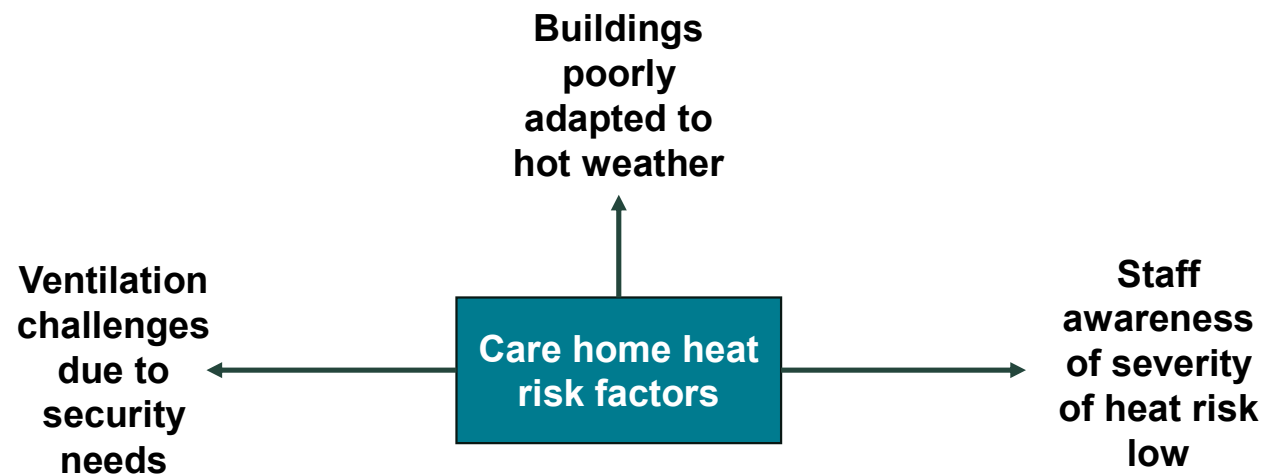 Buildings
poorly
adapted to
hot weather
Ventilation
challenges
due to
security
needs
Care home heat
risk factors
Staff
awareness
of severity
of heat risk
low